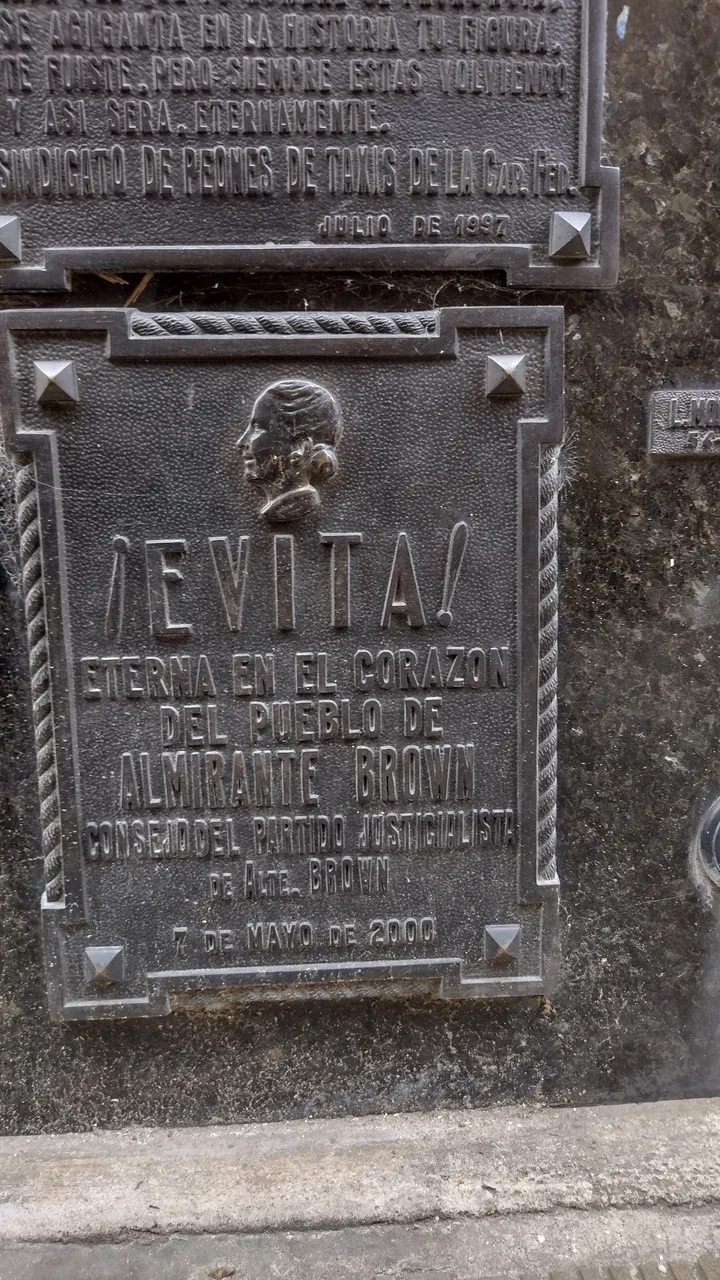 SE AGIGANTA EN LA HISTORIA TU FIGURA.
TE FUISTE, PERO SIEMPRE ESTAS VOLVIENDO
Y ASI SERA, ETERNAMENTE.
SINDICATO DE PEONES DE TAXIS DE LA CAP. FED.
JULIO DE 1997
¡EVITA!
ETERNA EN EL CORAZON
DEL PUEBLO DE
ALMIRANTE BROWN
CONSEJO DEL PARTIDO JUSTICIALISTA
DE ALTE. BROWN
7 DE MAYO DE 2000